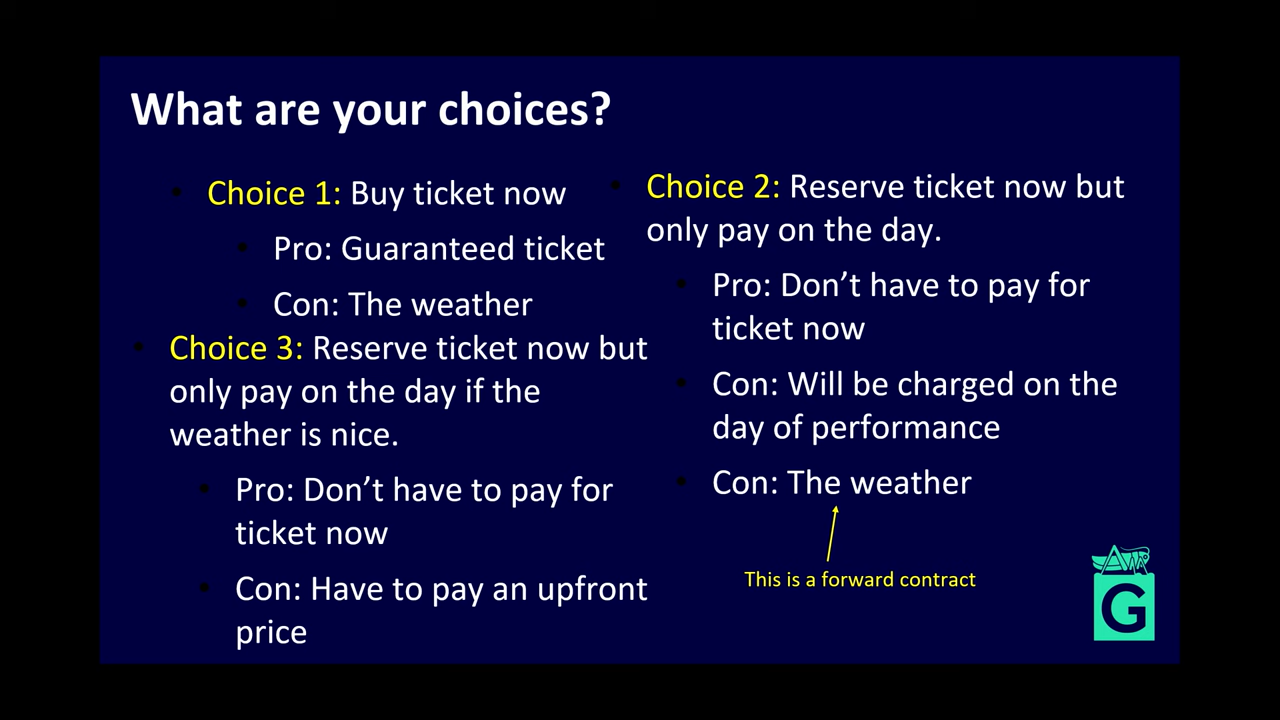 What are your choices?
• Choice 1: Buy ticket now
• Pro: Guaranteed ticket
• Con: The weather
• Choice 2: Reserve ticket now but
only pay on the day.
• Pro: Don’t have to pay for
ticket now
• Con: Will be charged on the
day of performance
• Con: The weather
This is a forward contract
• Choice 3: Reserve ticket now but
only pay on the day if the
weather is nice.
• Pro: Don’t have to pay for
ticket now
• Con: Have to pay an upfront
price
G